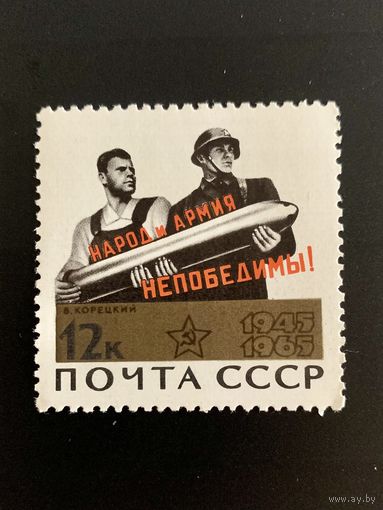 НАРОД и АРМИЯ
НЕПОБЕДИМЫ!
В. КОРЕЦКИЙ
12к
1945
1965
ПОЧТА СССР
www.ay.by